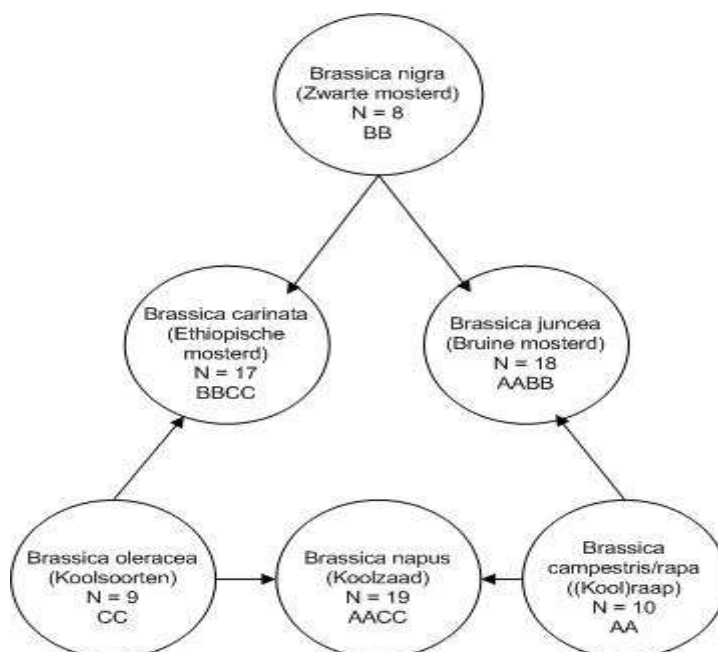 Brassica nigra
(Zwarte mosterd)
N = 8
BB
Brassica carinata
(Ethiopische
mosterd)
N = 17
BBCC
Brassica juncea
(Bruine mosterd)
N = 18
AABB
Brassica oleracea
(Koolsoorten)
N = 9
CC
Brassica napus
(Koolzaad)
N = 19
AACC
Brassica
campestris/rapa
((Kool)raap)
N = 10
AA